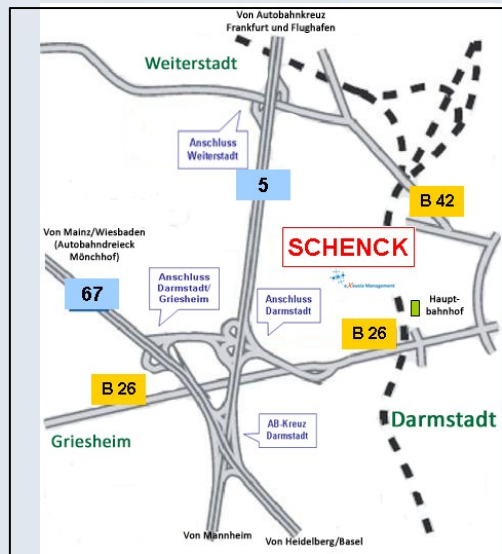 Von Autobahnkreuz
Frankfurt und Flughafen
Weiterstadt
Anschluss
Weiterstadt
5
B 42
Von Mainz/Wiesbaden
(Autobahndreieck
Mönchhof)
SCHENCK
67
Anschluss
Darmstadt/
Griesheim
Anschluss
Darmstadt
Haupt-
bahnhof
B 26
B 26
Darmstadt
Griesheim
AB-Kreuz
Darmstadt
Von Mannheim
Von Heidelberg/Basel